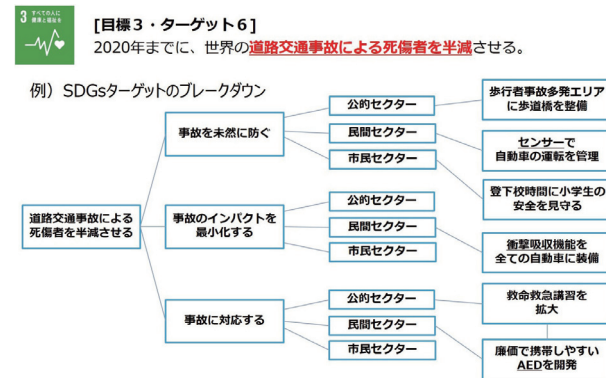 3 すべての人に
健康と福祉を
[目標3・ターゲット6]
2020年までに、世界の道路交通事故による死傷者を半減させる。
例）SDGsターゲットのブレークダウン
道路交通事故による
死傷者を半減させる
事故を未然に防ぐ
公的セクター
民間セクター
市民セクター
歩行者事故多発エリア
に歩道橋を整備
センサーで
自動車の運転を管理
登下校時間に小学生の
安全を見守る
事故のインパクトを
最小化する
公的セクター
民間セクター
市民セクター
衝撃吸収機能を
全ての自動車に装備
事故に対応する
公的セクター
民間セクター
市民セクター
救命救急講習を
拡大
廉価で携帯しやすい
AEDを開発